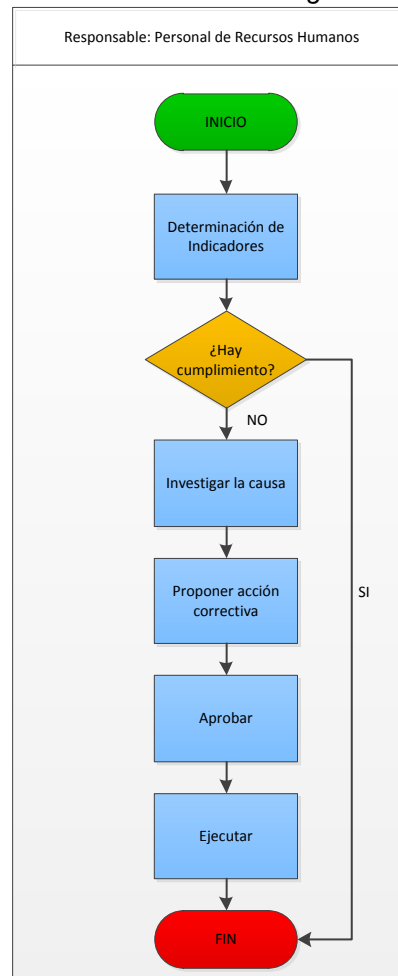 Responsable: Personal de Recursos Humanos
INICIO
Determinación de
Indicadores
¿Hay
cumplimiento?
NO
Investigar la causa
Proponer acción
correctiva
SI
Aprobar
Ejecutar
FIN